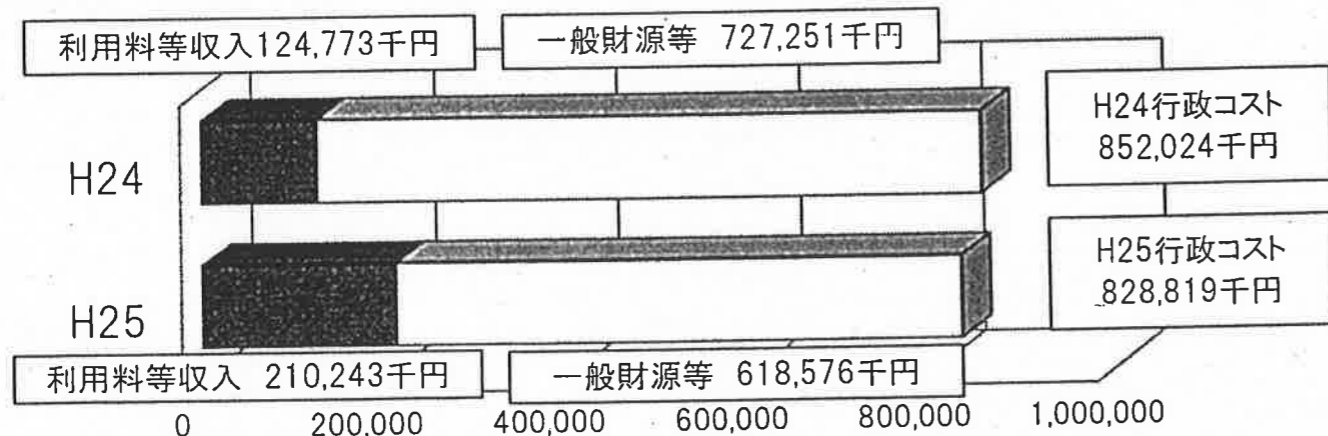 利用料等収入124,773千円
一般財源等 727,251千円
H24
H24行政コスト
852,024千円
H25
H25行政コスト
828,819千円
利用料等収入 210,243千円
一般財源等 618,576千円
0 200,000 400,000 600,000 800,000 1,000,000